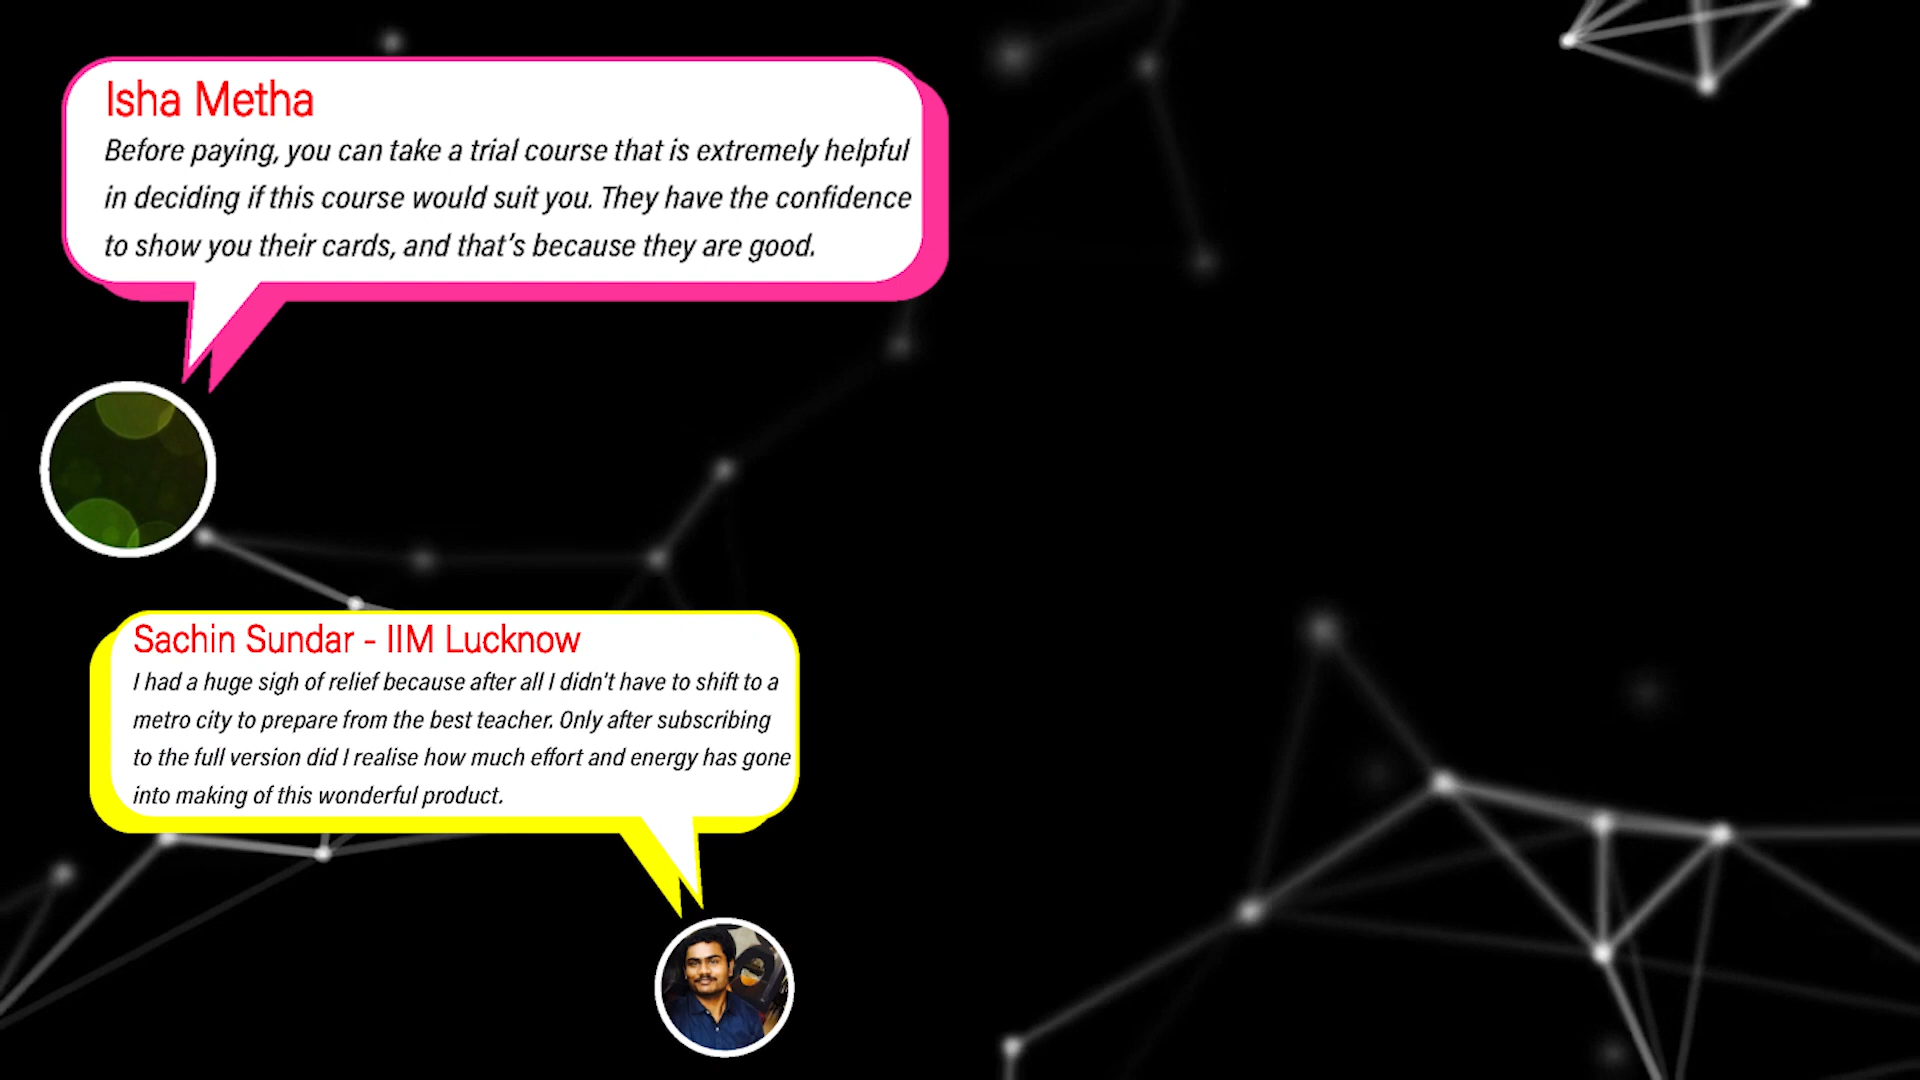 Isha Metha
Before paying, you can take a trial course that is extremely helpful
in deciding if this course would suit you. They have the confidence
to show you their cards, and that's because they are good.
Sachin Sundar - IIM Lucknow
I had a huge sigh of relief because after all I didn't have to shift to a
metro city to prepare from the best teacher. Only after subscribing
to the full version did I realise how much effort and energy has gone
into making of this wonderful product.